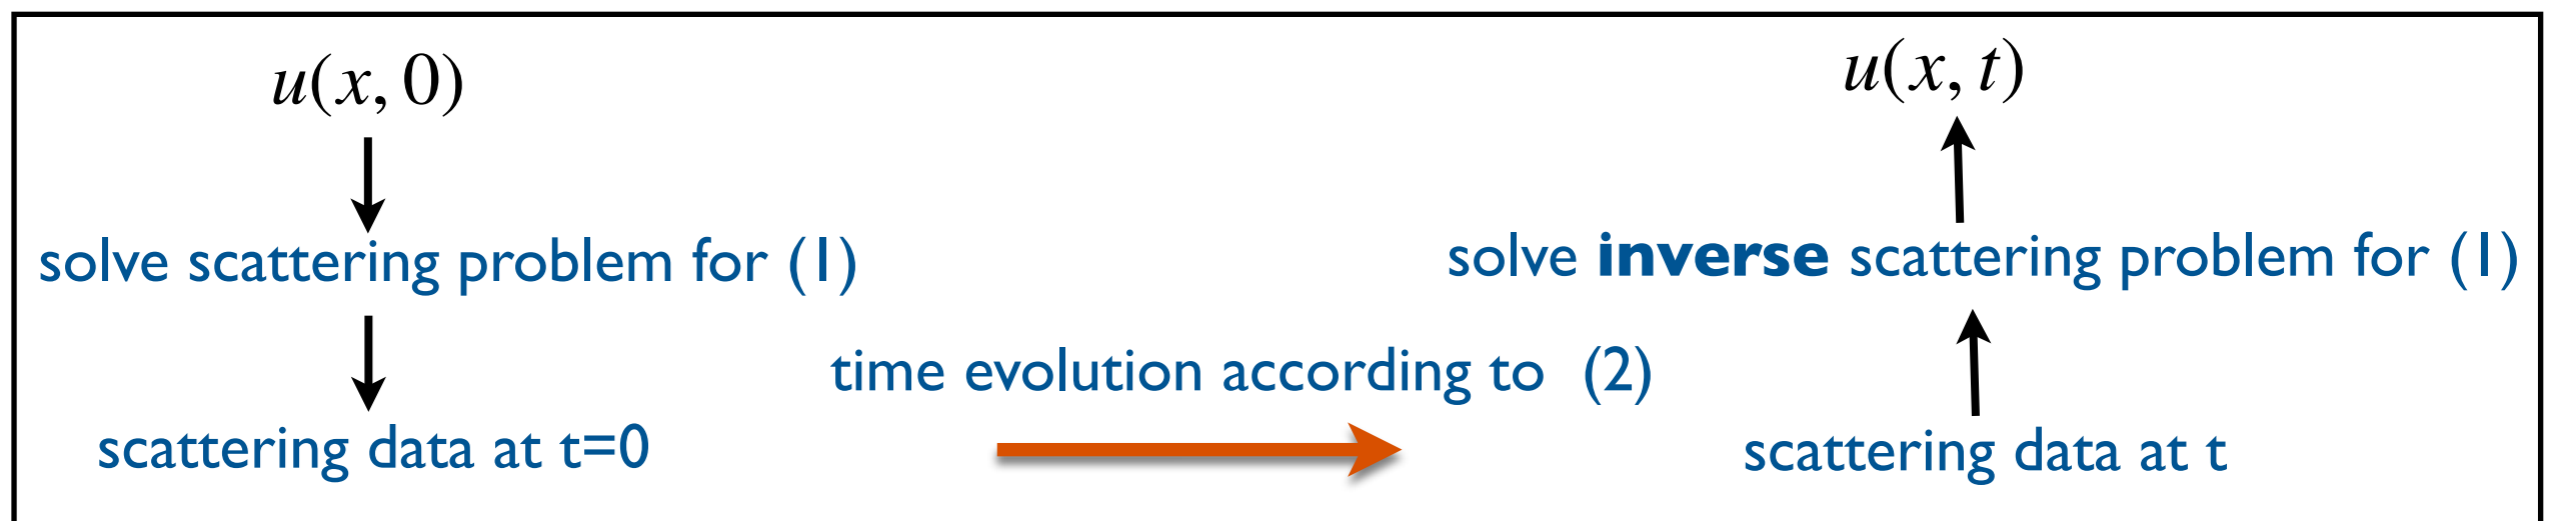 u(x, 0)
solve scattering problem for (1)
scattering data at t=0
time evolution according to (2)
u(x, t)
solve inverse scattering problem for (1)
scattering data at t